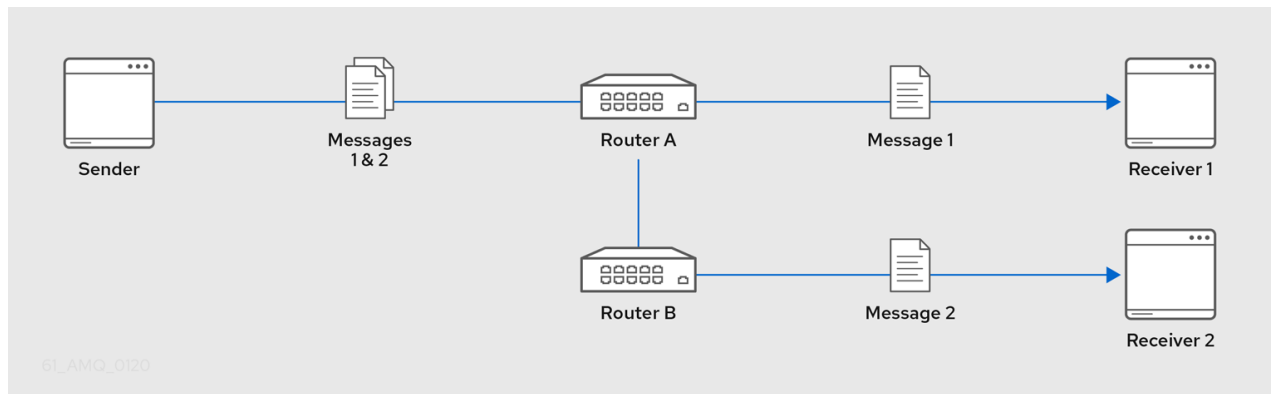 Messages
1 & 2
Router A
Message 1
Sender
Receiver 1
Router B
Message 2
Receiver 2
61_AMQ_0120